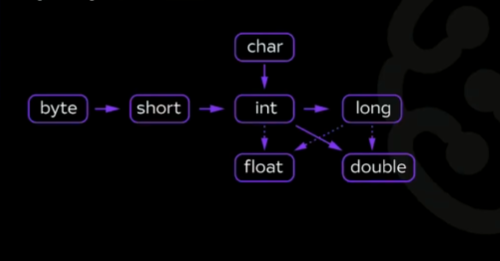 char
byte short int long
float double